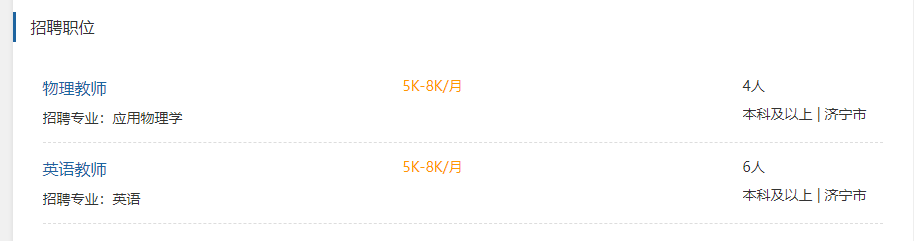 招聘职位
物理教师 5K-8K/月 4人
招聘专业：应用物理学 本科及以上 | 济宁市
英语教师 5K-8K/月 6人
招聘专业：英语 本科及以上 | 济宁市